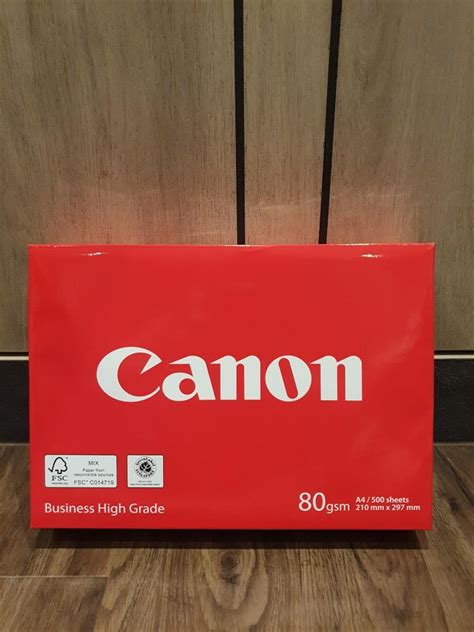 Canon
FSC
MIX
Paper from
responsible sources
FSC® C014719
Business High Grade
80gsm
A4 / 500 sheets
210 mm x 297 mm